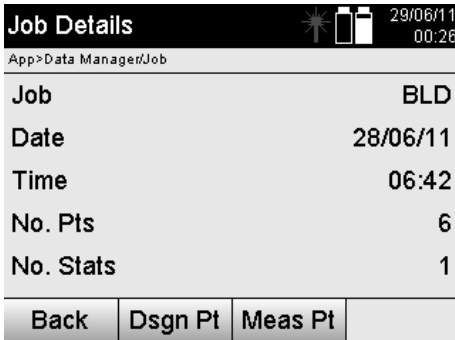 Job Details
29/06/11
00:26
App>Data Manager/Job
Job BLD
Date 28/06/11
Time 06:42
No. Pts 6
No. Stats 1
Back Dsgn Pt Meas Pt